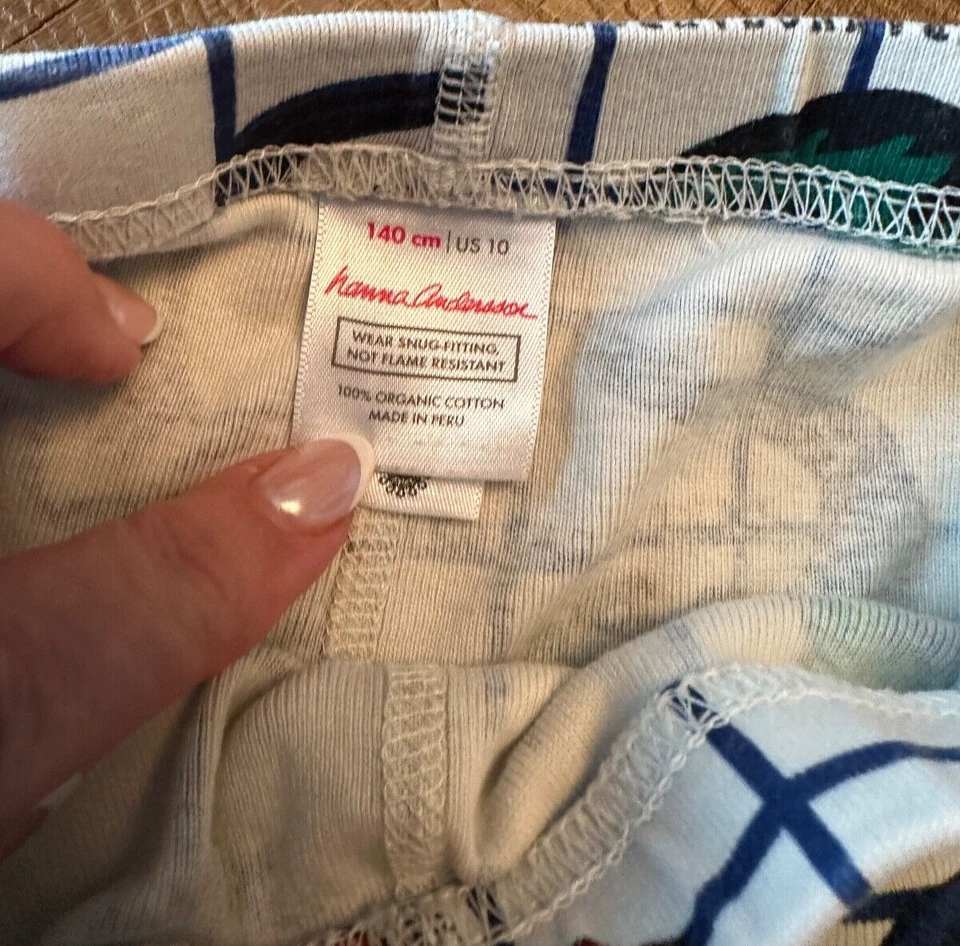 140 cm | US 10
hanna Andersson
WEAR SNUG-FITTING,
NOT FLAME RESISTANT
100% ORGANIC COTTON
MADE IN PERU